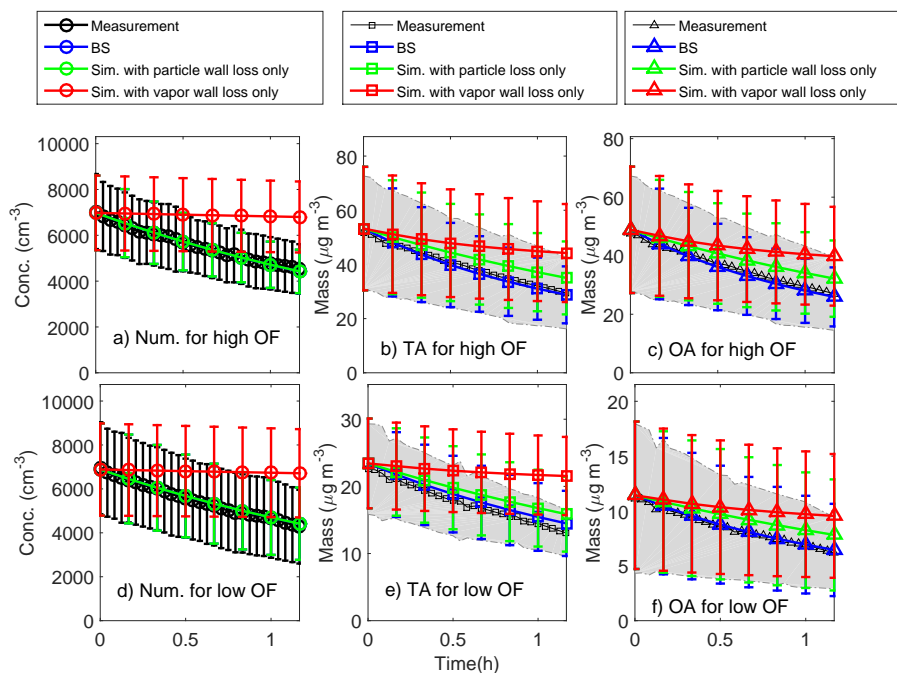 Measurement
BS
Sim. with particle wall loss only
Sim. with vapor wall loss only
Measurement
BS
Sim. with particle loss only
Sim. with vapor wall loss only
Measurement
BS
Sim. with particle wall loss only
Sim. with vapor wall loss only
10000
8000
6000
4000
2000
0
Conc. (cm⁻³)
a) Num. for high OF
80
60
40
20
0
Mass (μg m⁻³)
b) TA for high OF
80
60
40
20
0
Mass (μg m⁻³)
c) OA for high OF
10000
8000
6000
4000
2000
0
Conc. (cm⁻³)
d) Num. for low OF
0 0.5 1
30
20
10
0
Mass (μg m⁻³)
e) TA for low OF
0 0.5 1
Time(h)
20
15
10
5
0
Mass (μg m⁻³)
f) OA for low OF
0 0.5 1